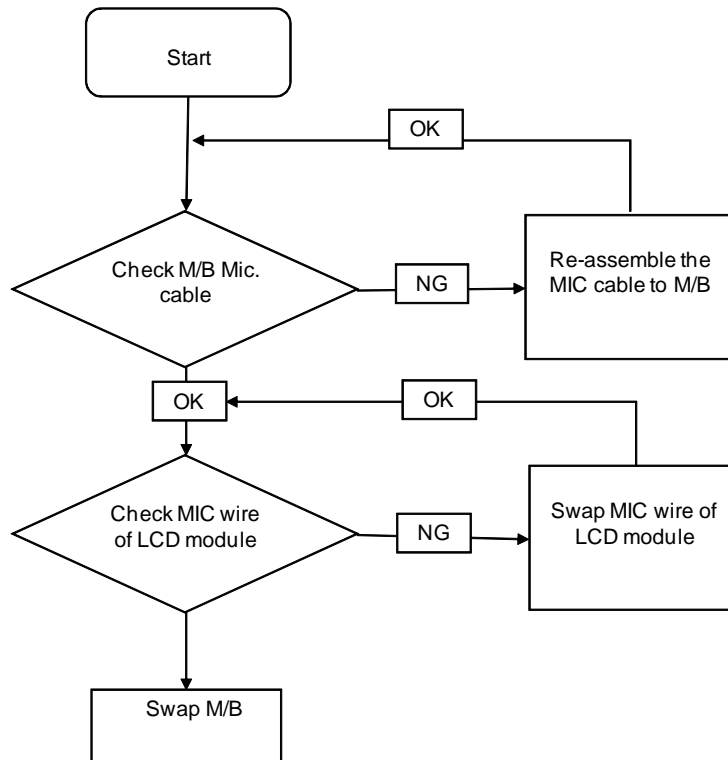 Start
OK
Check M/B Mic.
cable
NG
Re-assemble the
MIC cable to M/B
OK
OK
Check MIC wire
of LCD module
NG
Swap MIC wire of
LCD module
Swap M/B